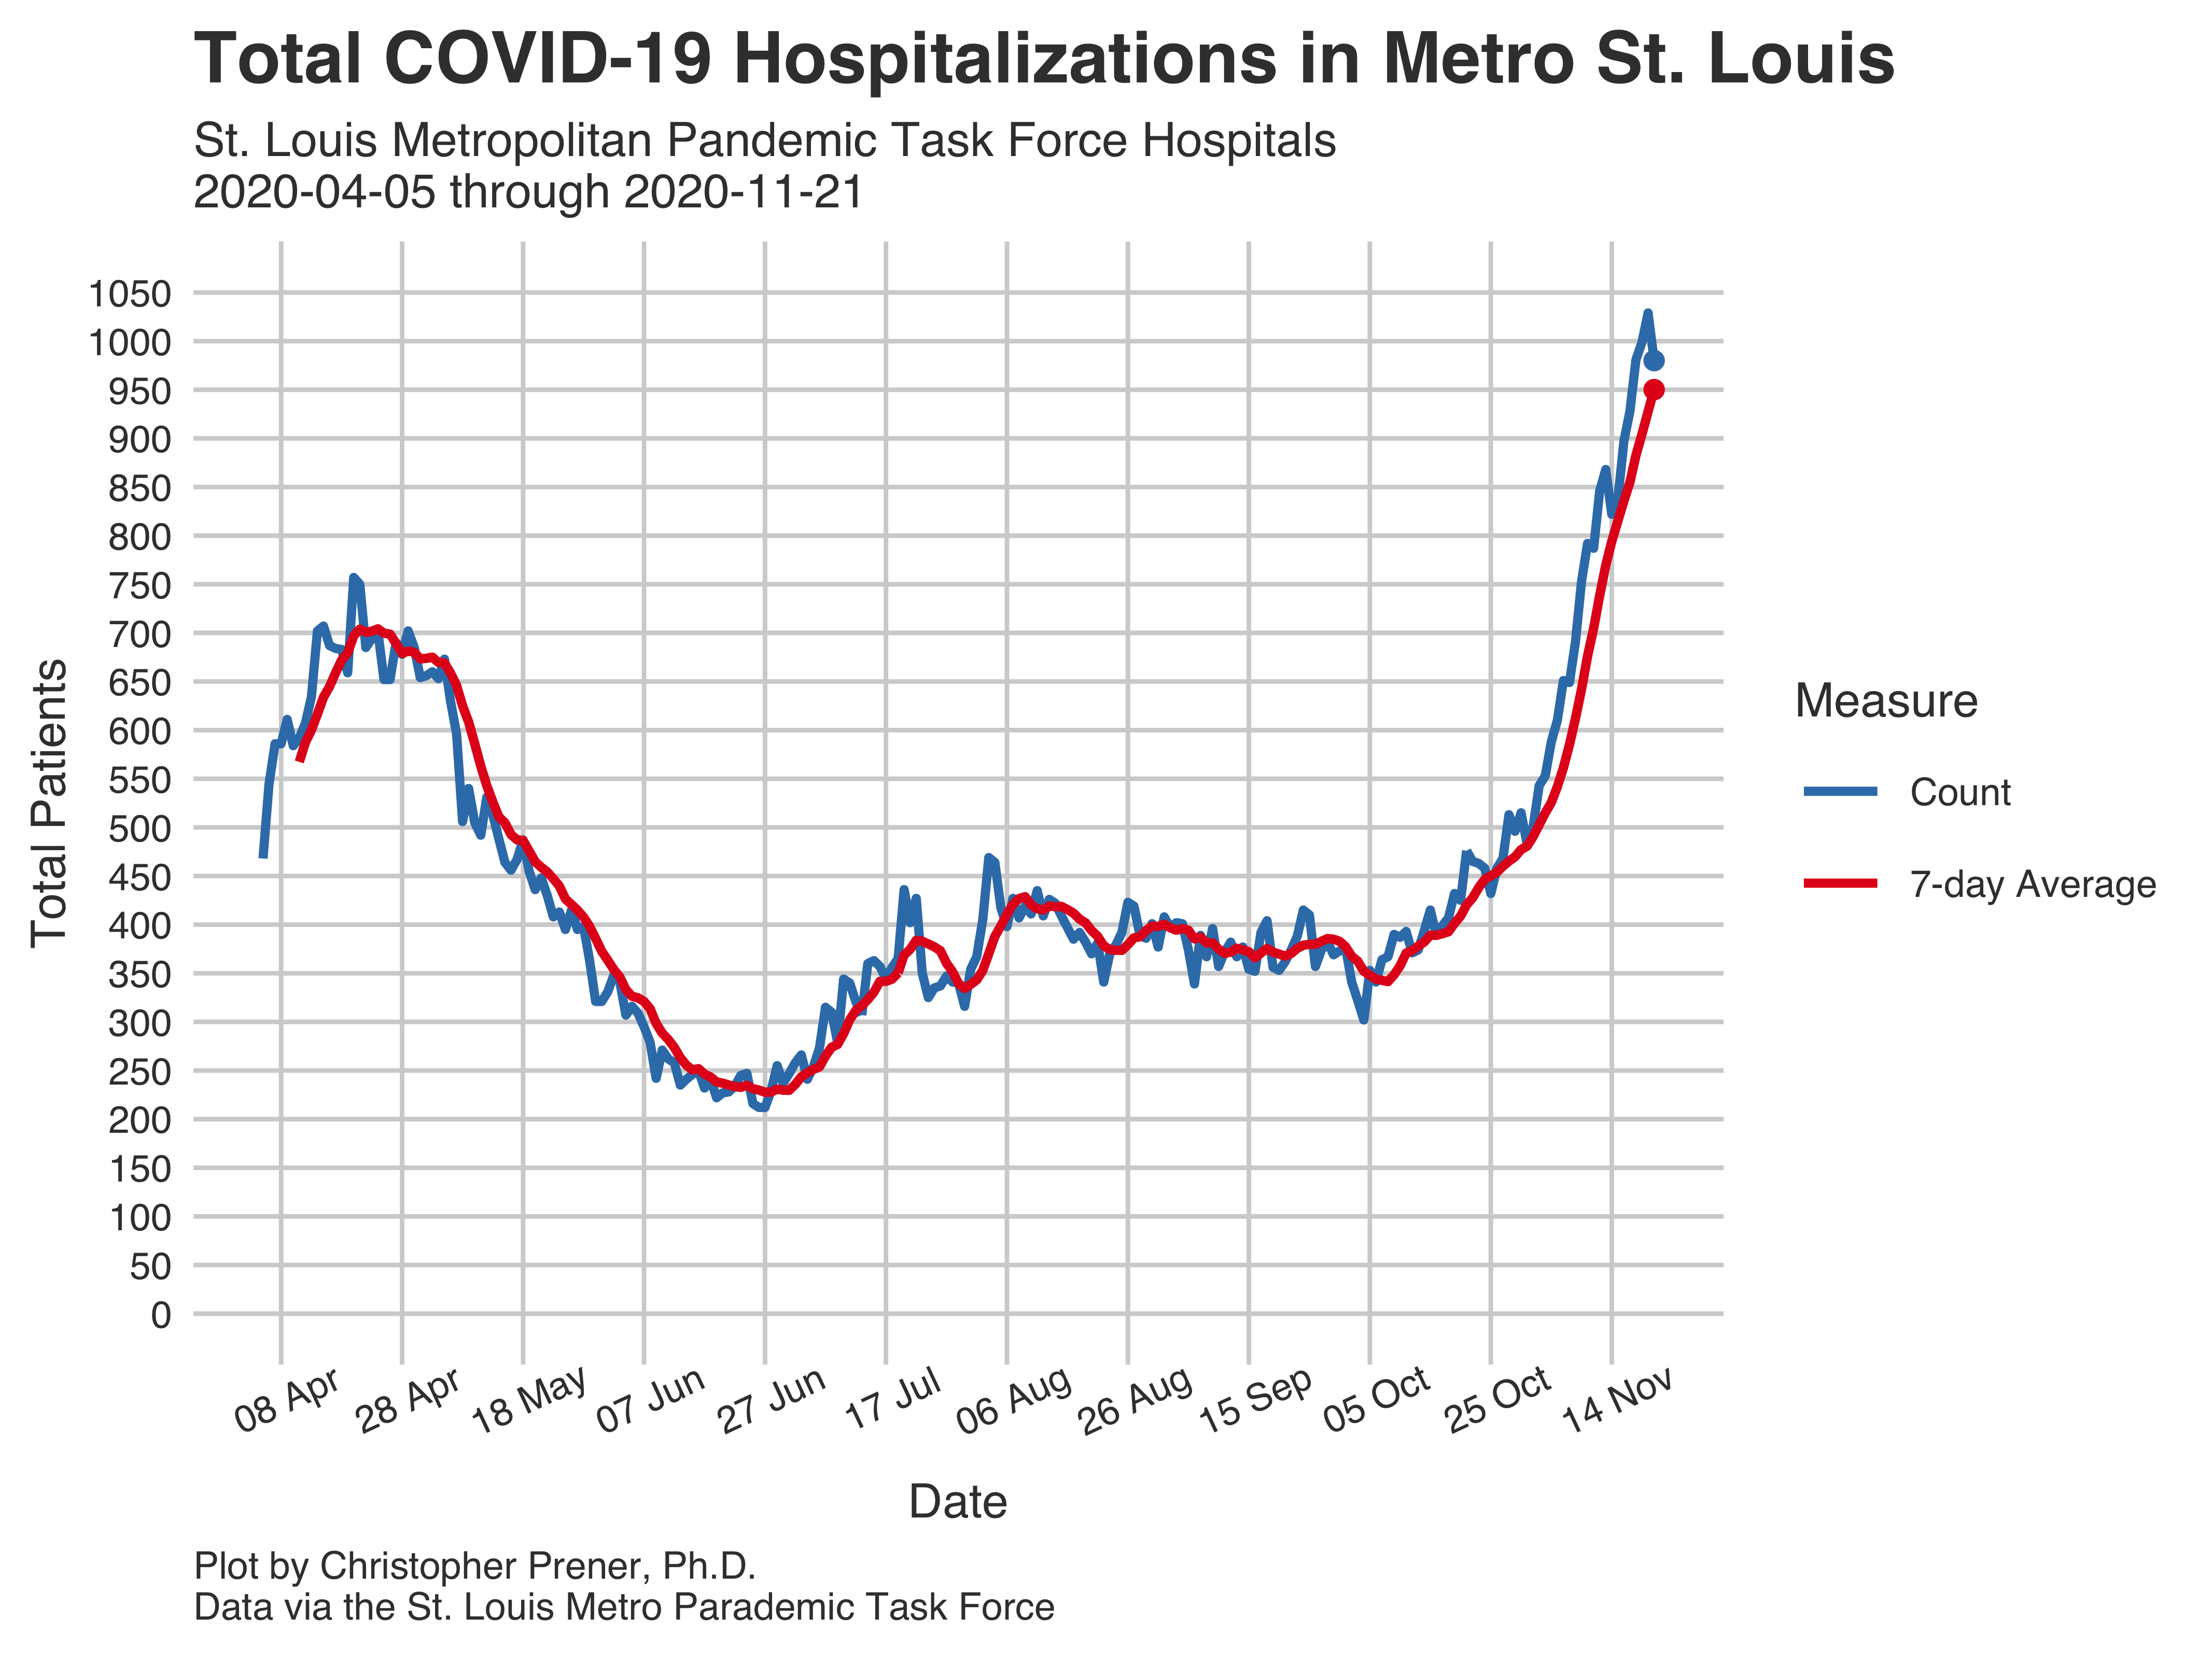 Total COVID-19 Hospitalizations in Metro St. Louis
St. Louis Metropolitan Pandemic Task Force Hospitals
2020-04-05 through 2020-11-21
1050
1000
950
900
850
800
750
700
650
600
550
500
450
400
350
300
250
200
150
100
50
0
Total Patients
08 Apr
28 Apr
18 May
07 Jun
27 Jun
17 Jul
06 Aug
26 Aug
15 Sep
05 Oct
25 Oct
14 Nov
Date
Measure
Count
7-day Average
Plot by Christopher Prener, Ph.D.
Data via the St. Louis Metro Parademic Task Force